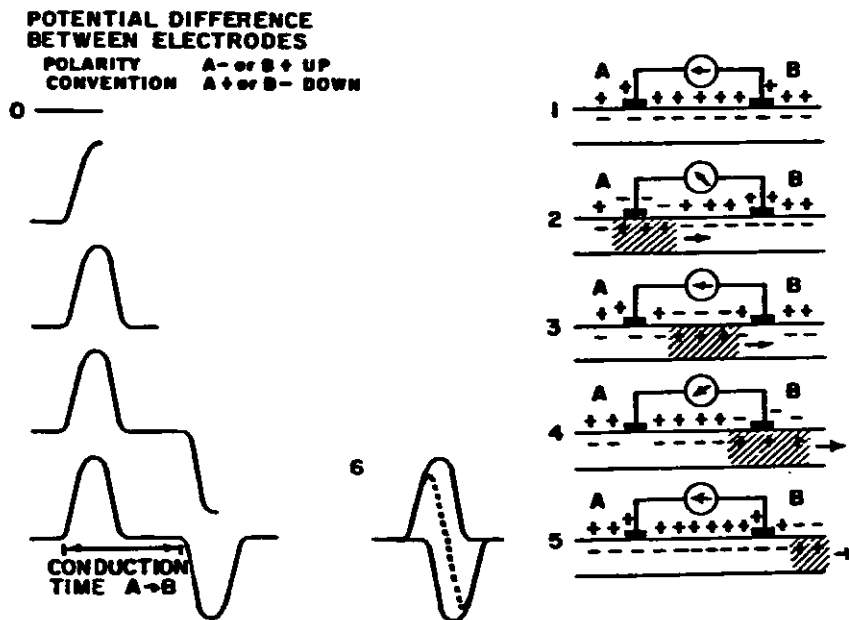 POTENTIAL DIFFERENCE
BETWEEN ELECTRODES
POLARITY A- or B+ UP
CONVENTION A+ or B- DOWN
0
A B
1
A B
2
A B
3
A B
4
A B
5
6
CONDUCTION
TIME A→B